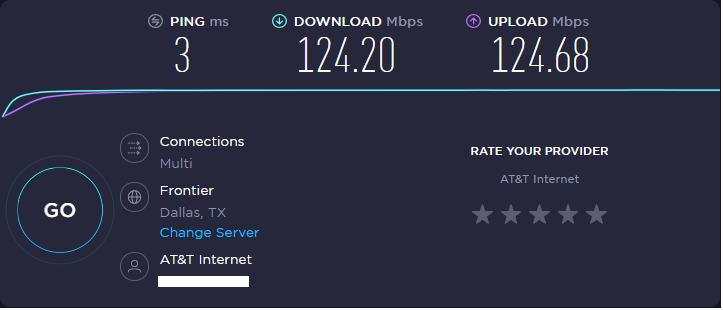 PING ms
3
DOWNLOAD Mbps
124.20
UPLOAD Mbps
124.68
GO
Connections
Multi
Frontier
Dallas, TX
Change Server
AT&T Internet
RATE YOUR PROVIDER
AT&T Internet